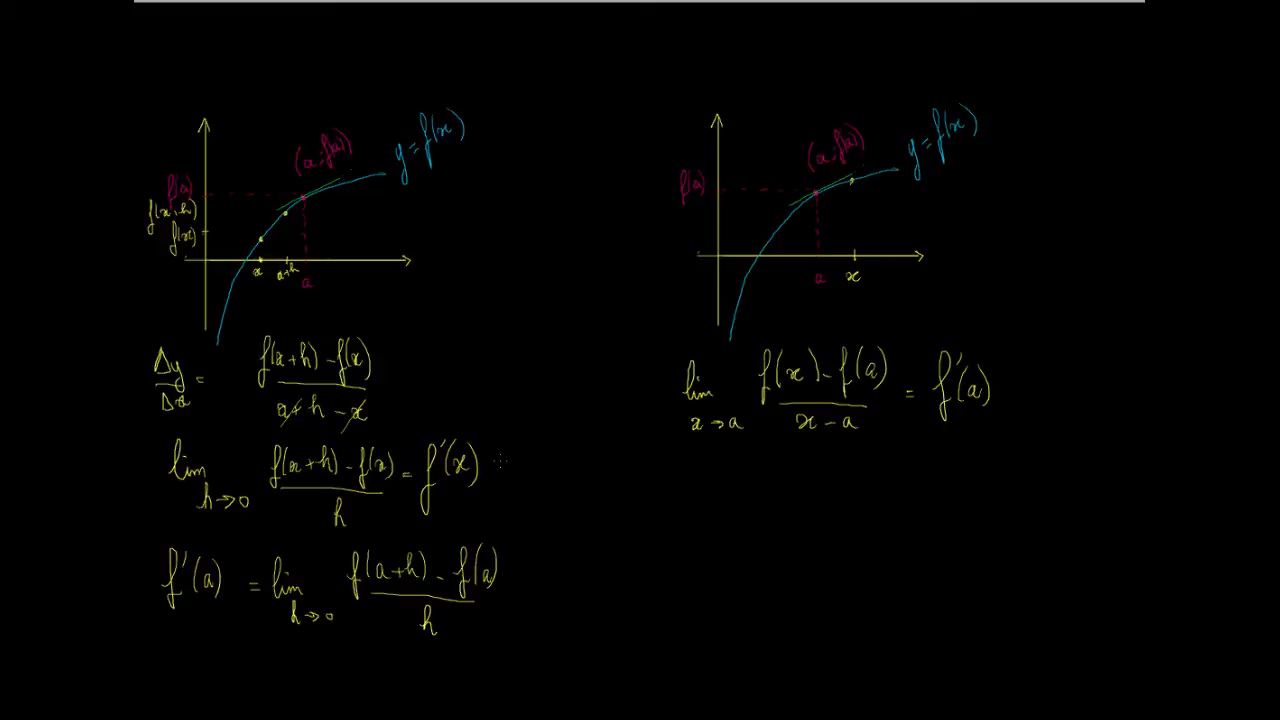 y = f(x)
(a, f(a))
f(a)
f(x+h)
f(x)
x
x+h
a
Δy/Δx = (f(x+h) - f(x))/(x + h - x)
lim h→0 (f(x+h) - f(x))/h = f'(x)
f'(a) = lim h→0 (f(a+h) - f(a))/h
y = f(x)
(a, f(a))
f(a)
a
x
lim x→a (f(x) - f(a))/(x - a) = f'(a)